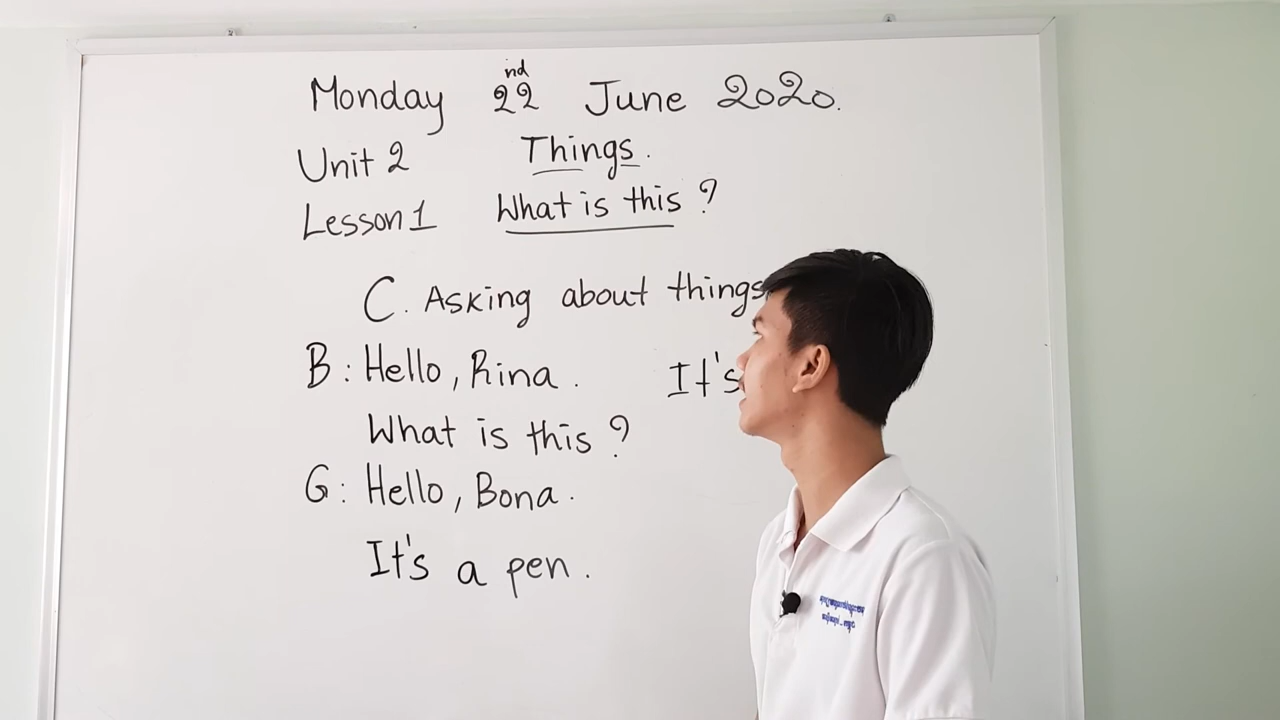 Monday 22nd June 2020.
Unit 2 Things.
Lesson 1 What is this ?
C. Asking about things
B : Hello, Rina . It's
What is this ?
G : Hello, Bona .
It's a pen .